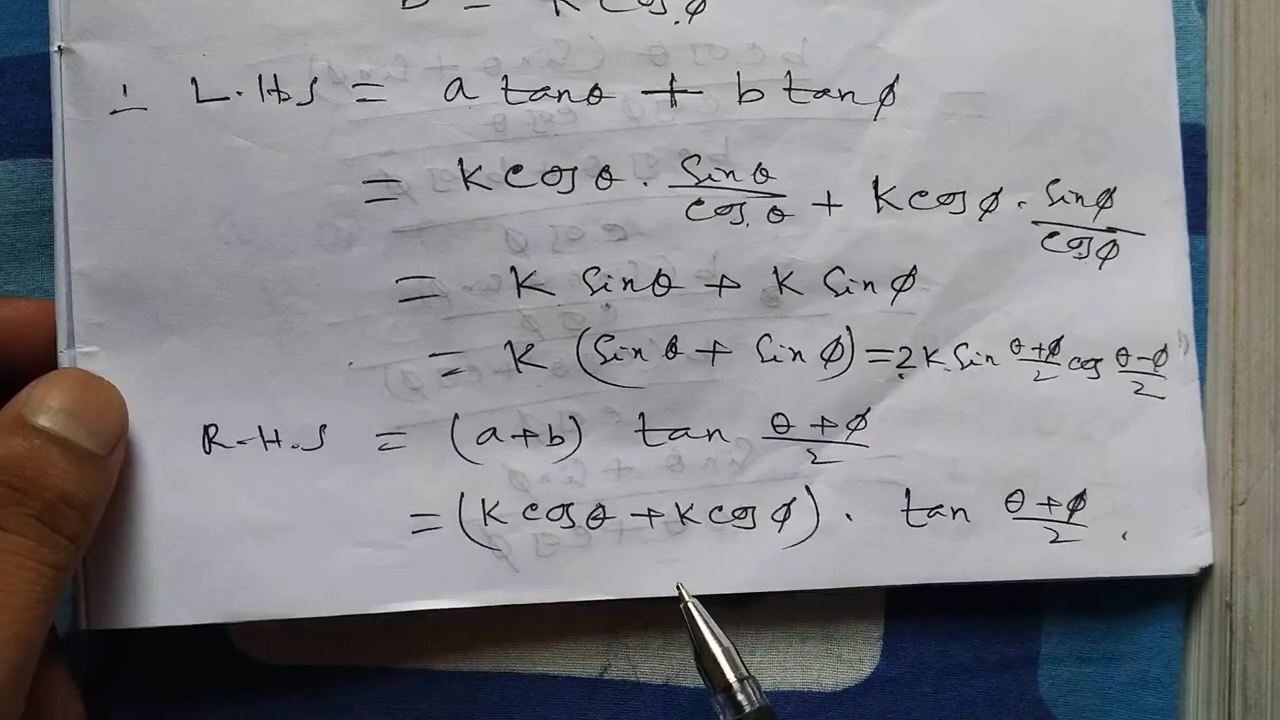 b = K cosφ
∴ L.H.S = a tanθ + b tanφ
= K cosθ . sinθ/cosθ + K cosφ . sinφ/cosφ
= K sinθ + K sinφ
= K (sinθ + sinφ) = 2K sin (θ+φ)/2 cos (θ-φ)/2
R.H.S = (a+b) tan (θ+φ)/2
= (K cosθ + K cosφ) . tan (θ+φ)/2 .